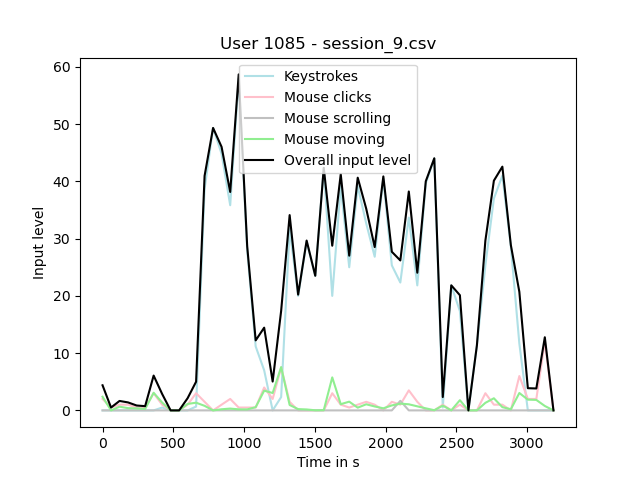 User 1085 - session_9.csv
Keystrokes
Mouse clicks
Mouse scrolling
Mouse moving
Overall input level
60
50
40
30
20
10
0
Input level
0 500 1000 1500 2000 2500 3000
Time in s